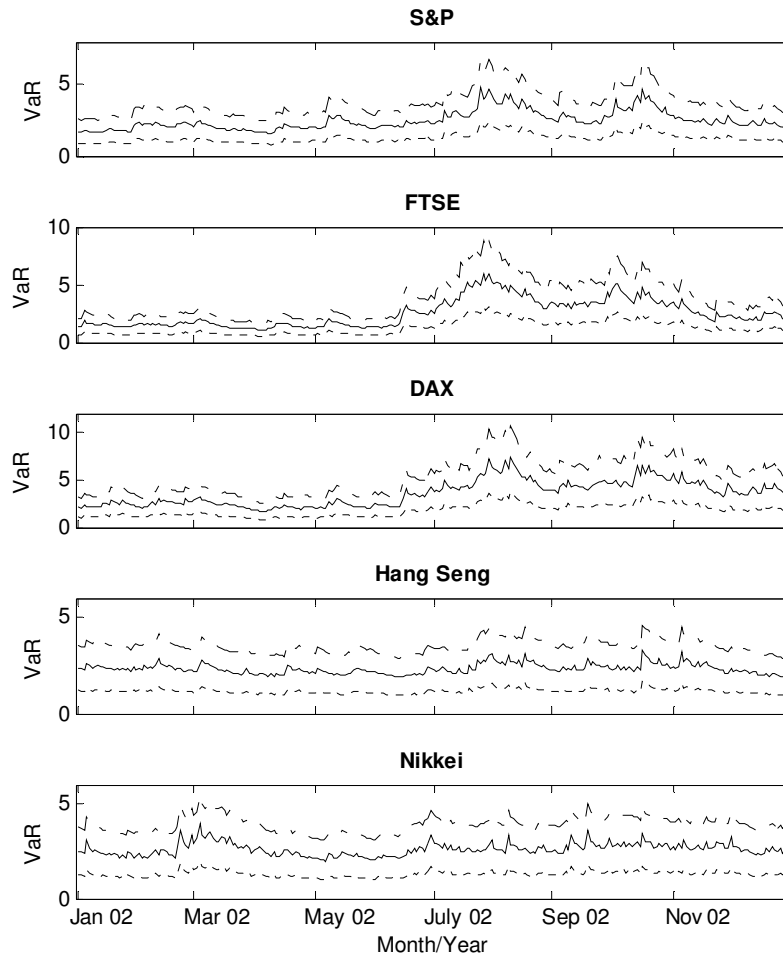 S&P
VaR
5
0
FTSE
VaR
10
5
0
DAX
VaR
10
5
0
Hang Seng
VaR
5
0
Nikkei
VaR
5
0
Jan 02 Mar 02 May 02 July 02 Sep 02 Nov 02
Month/Year